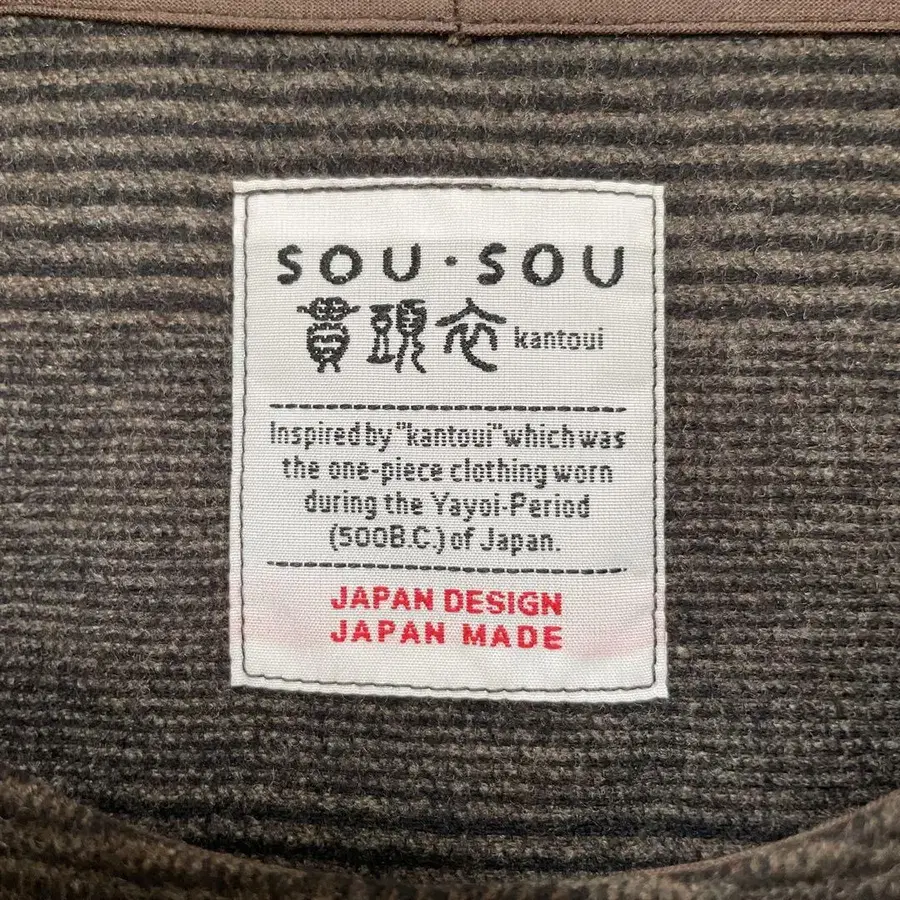 SOU・SOU
貫頭衣 kantoui
Inspired by "kantoui" which was
the one-piece clothing worn
during the Yayoi-Period
(500B.C.) of Japan.
JAPAN DESIGN
JAPAN MADE